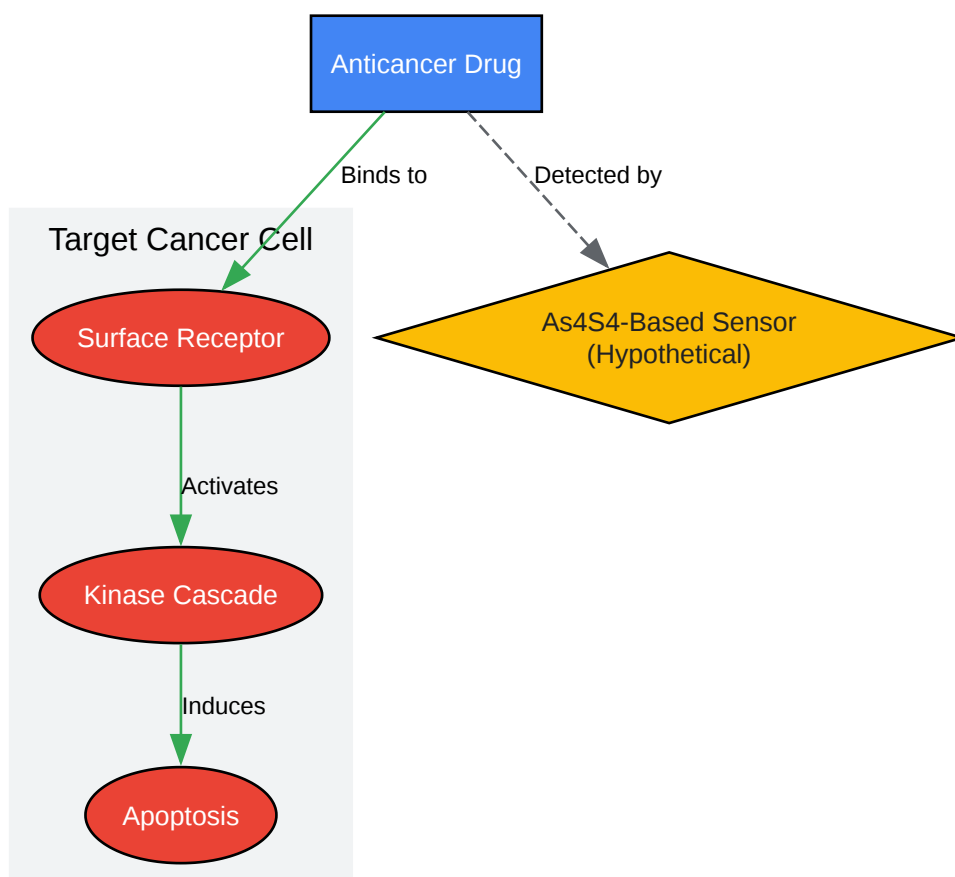 Anticancer Drug
Binds to
Detected by
Target Cancer Cell
Surface Receptor
As4S4-Based Sensor
(Hypothetical)
Activates
Kinase Cascade
Induces
Apoptosis